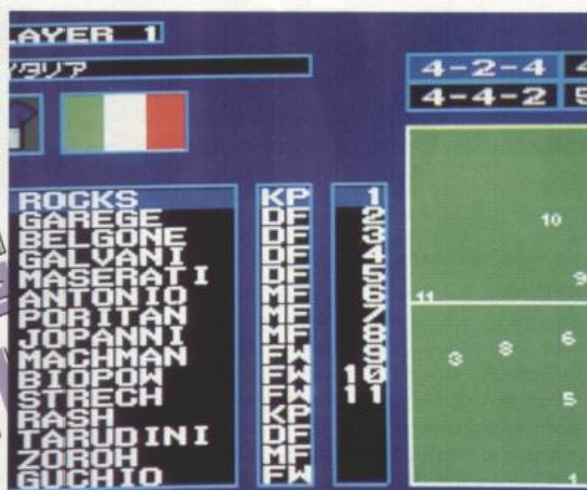 AYER 1
タリア
4-2-4 4
4-4-2 5
ROCKS KP 1
GAREGE DF 2
BELGONE DF 3
GALVANI DF 4
MASERATI DF 5
ANTONIO MF 6
PORITAN MF 7
JOPANNI MF 8
MACHMAN FW 9
BIOPOW FW 10
STRECH FW 11
RASH KP
TARUDINI DF
ZOROH MF
GUCHIO FW
10
9
11
6
8
3
5
1